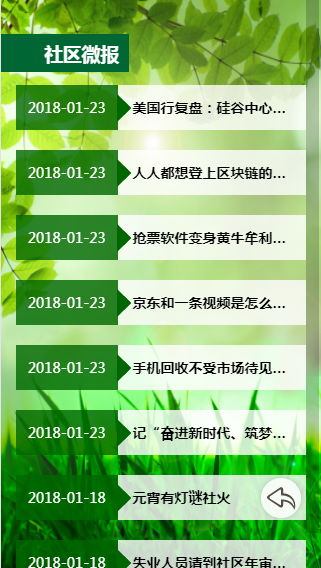 社区微报
2018-01-23 美国行复盘：硅谷中心...
2018-01-23 人人都想登上区块链的...
2018-01-23 抢票软件变身黄牛牟利...
2018-01-23 京东和一条视频是怎么...
2018-01-23 手机回收不受市场待见...
2018-01-23 记“奋进新时代、筑梦...
2018-01-18 元宵有灯谜社火
2018-01-18 失业人员请到社区年审...